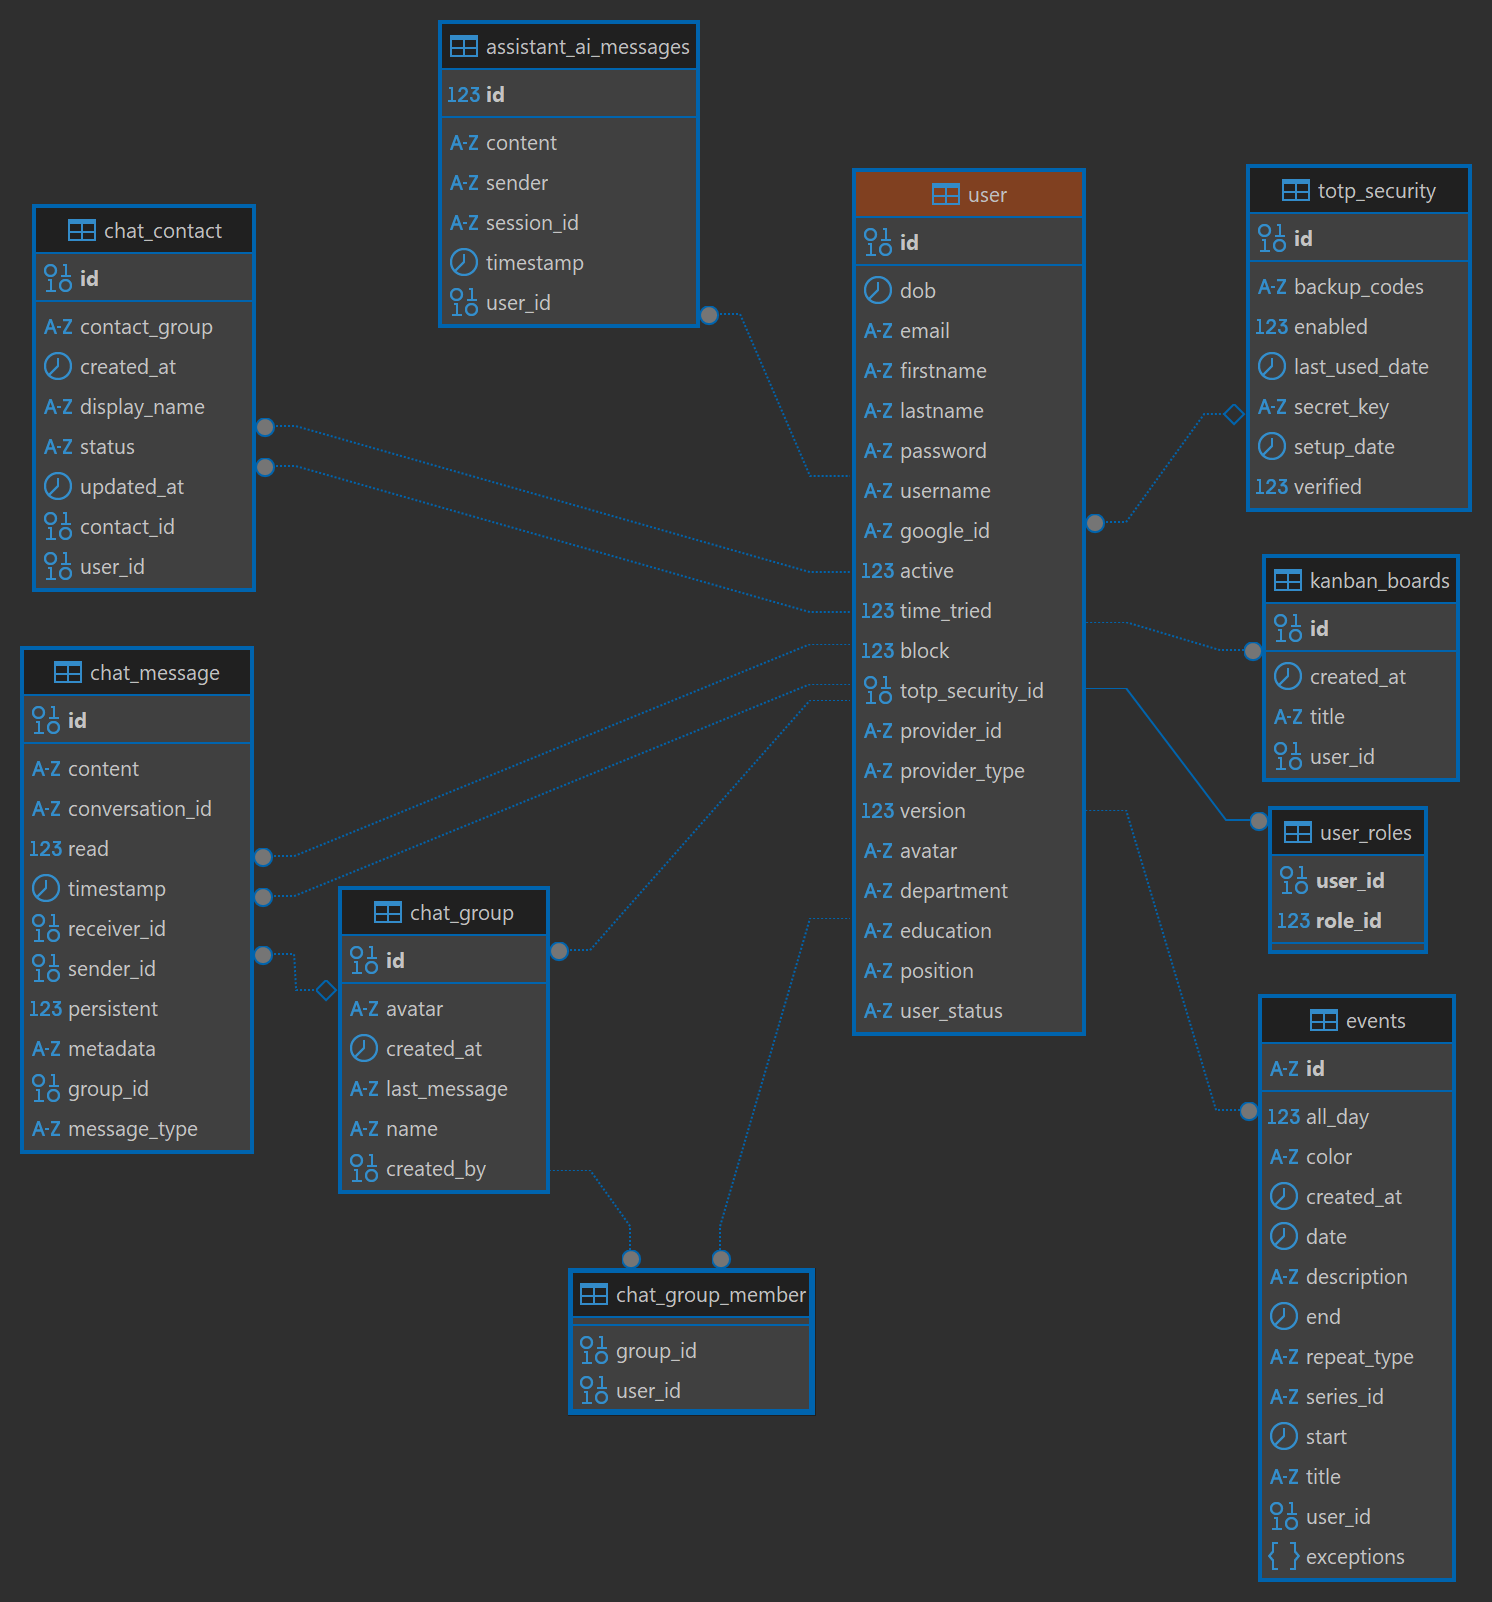 assistant_ai_messages
123 id
A-Z content
A-Z sender
A-Z session_id
timestamp
user_id
chat_contact
id
A-Z contact_group
created_at
A-Z display_name
A-Z status
updated_at
contact_id
user_id
user
id
dob
A-Z email
A-Z firstname
A-Z lastname
A-Z password
A-Z username
A-Z google_id
123 active
123 time_tried
123 block
totp_security_id
A-Z provider_id
A-Z provider_type
123 version
A-Z avatar
A-Z department
A-Z education
A-Z position
A-Z user_status
totp_security
id
A-Z backup_codes
123 enabled
last_used_date
A-Z secret_key
setup_date
123 verified
kanban_boards
id
created_at
A-Z title
user_id
chat_message
id
A-Z content
A-Z conversation_id
123 read
timestamp
receiver_id
sender_id
123 persistent
A-Z metadata
group_id
A-Z message_type
chat_group
id
A-Z avatar
created_at
A-Z last_message
A-Z name
created_by
user_roles
user_id
123 role_id
events
A-Z id
123 all_day
A-Z color
created_at
date
A-Z description
end
A-Z repeat_type
A-Z series_id
start
A-Z title
user_id
{ } exceptions
chat_group_member
group_id
user_id